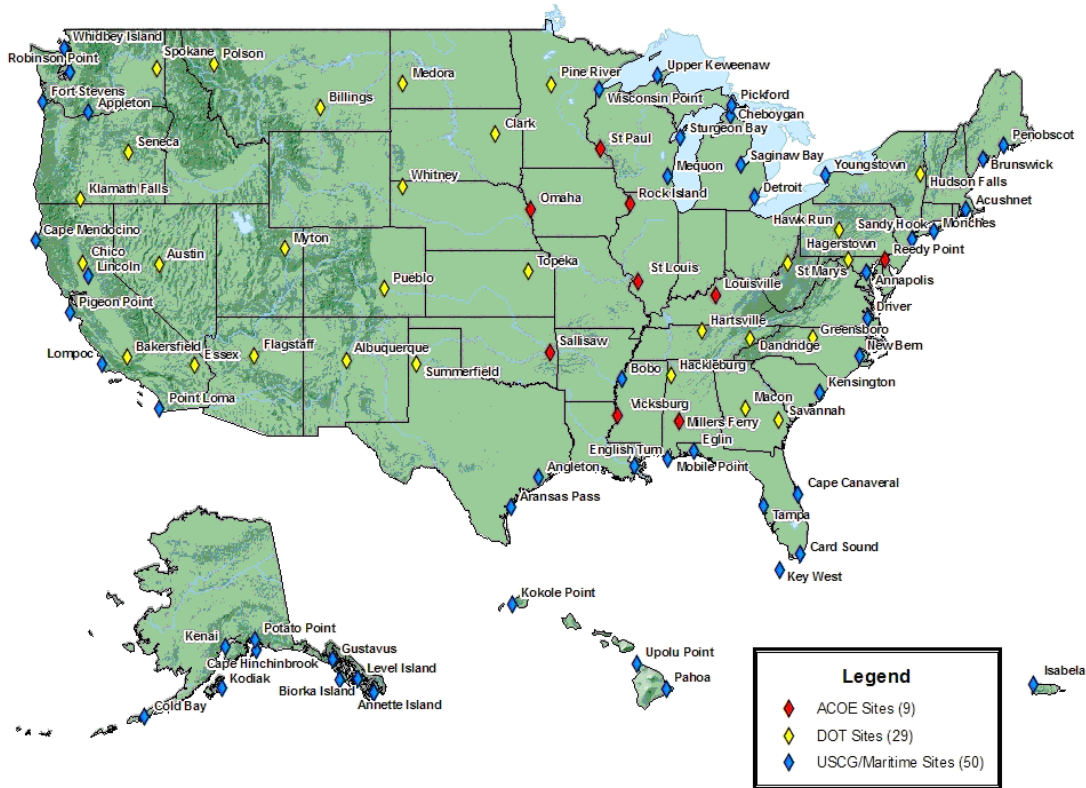 Whidbey Island
Robinson Point
Spokane
Polson
Fort Stevens
Appleton
Seneca
Klamath Falls
Billings
Medora
Pine River
Upper Keweenaw
Wisconsin Point
Pickford
Cheboygan
Clark
St Paul
Sturgeon Bay
Penobscot
Brunswick
Mequon
Saginaw Bay
Youngstown
Whitney
Rock Island
Detroit
Hudson Falls
Acushnet
Omaha
Hawk Run
Sandy Hook
Moriches
Cape Mendocino
Chico
Lincoln
Austin
Myton
Hagerstown
Reedy Point
Topeka
St Louis
St Marys
Annapolis
Pueblo
Louisville
Pigeon Point
Driver
Hartsville
Greensboro
Sallisaw
Dandridge
New Bern
Lompoc
Bakersfield
Essex
Flagstaff
Albuquerque
Summerfield
Bobo
Hackleburg
Kensington
Point Loma
Macon
Savannah
Vicksburg
Millers Ferry
English Turn
Eglin
Mobile Point
Angleton
Aransas Pass
Cape Canaveral
Tampa
Card Sound
Key West
Kokole Point
Upolu Point
Pahoa
Kenai
Potato Point
Gustavus
Cape Hinchinbrook
Level Island
Kodiak
Biorka Island
Annette Island
Cold Bay
Isabela
Legend
ACOE Sites (9)
DOT Sites (29)
USCG/Maritime Sites (50)